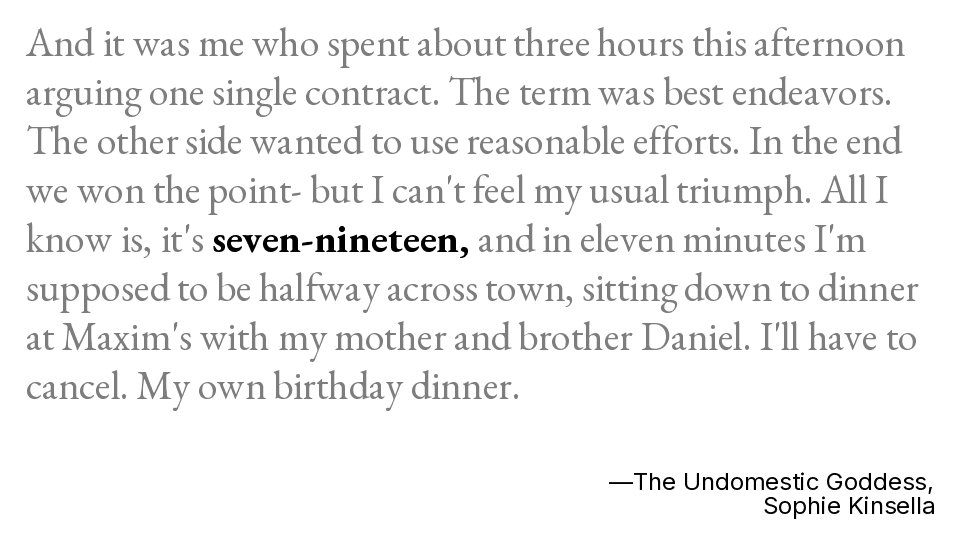 And it was me who spent about three hours this afternoon
arguing one single contract. The term was best endeavors.
The other side wanted to use reasonable efforts. In the end
we won the point- but I can't feel my usual triumph. All I
know is, it's seven-nineteen, and in eleven minutes I'm
supposed to be halfway across town, sitting down to dinner
at Maxim's with my mother and brother Daniel. I'll have to
cancel. My own birthday dinner.
—The Undomestic Goddess,
Sophie Kinsella